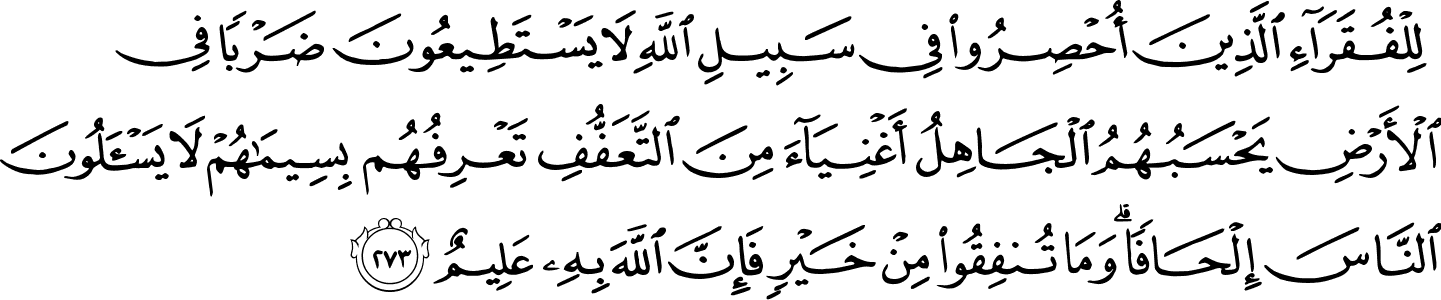 لِلْفُقَرَآءِ ٱلَّذِينَ أُحْصِرُوا۟ فِى سَبِيلِ ٱللَّهِ لَا يَسْتَطِيعُونَ ضَرْبًا فِى
ٱلْأَرْضِ يَحْسَبُهُمُ ٱلْجَاهِلُ أَغْنِيَآءَ مِنَ ٱلتَّعَفُّفِ تَعْرِفُهُم بِسِيمَٰهُمْ لَا يَسْـَٔلُونَ
ٱلنَّاسَ إِلْحَافًا ۗ وَمَا تُنفِقُوا۟ مِنْ خَيْرٍ فَإِنَّ ٱللَّهَ بِهِۦ عَلِيمٌ ٢٧٣